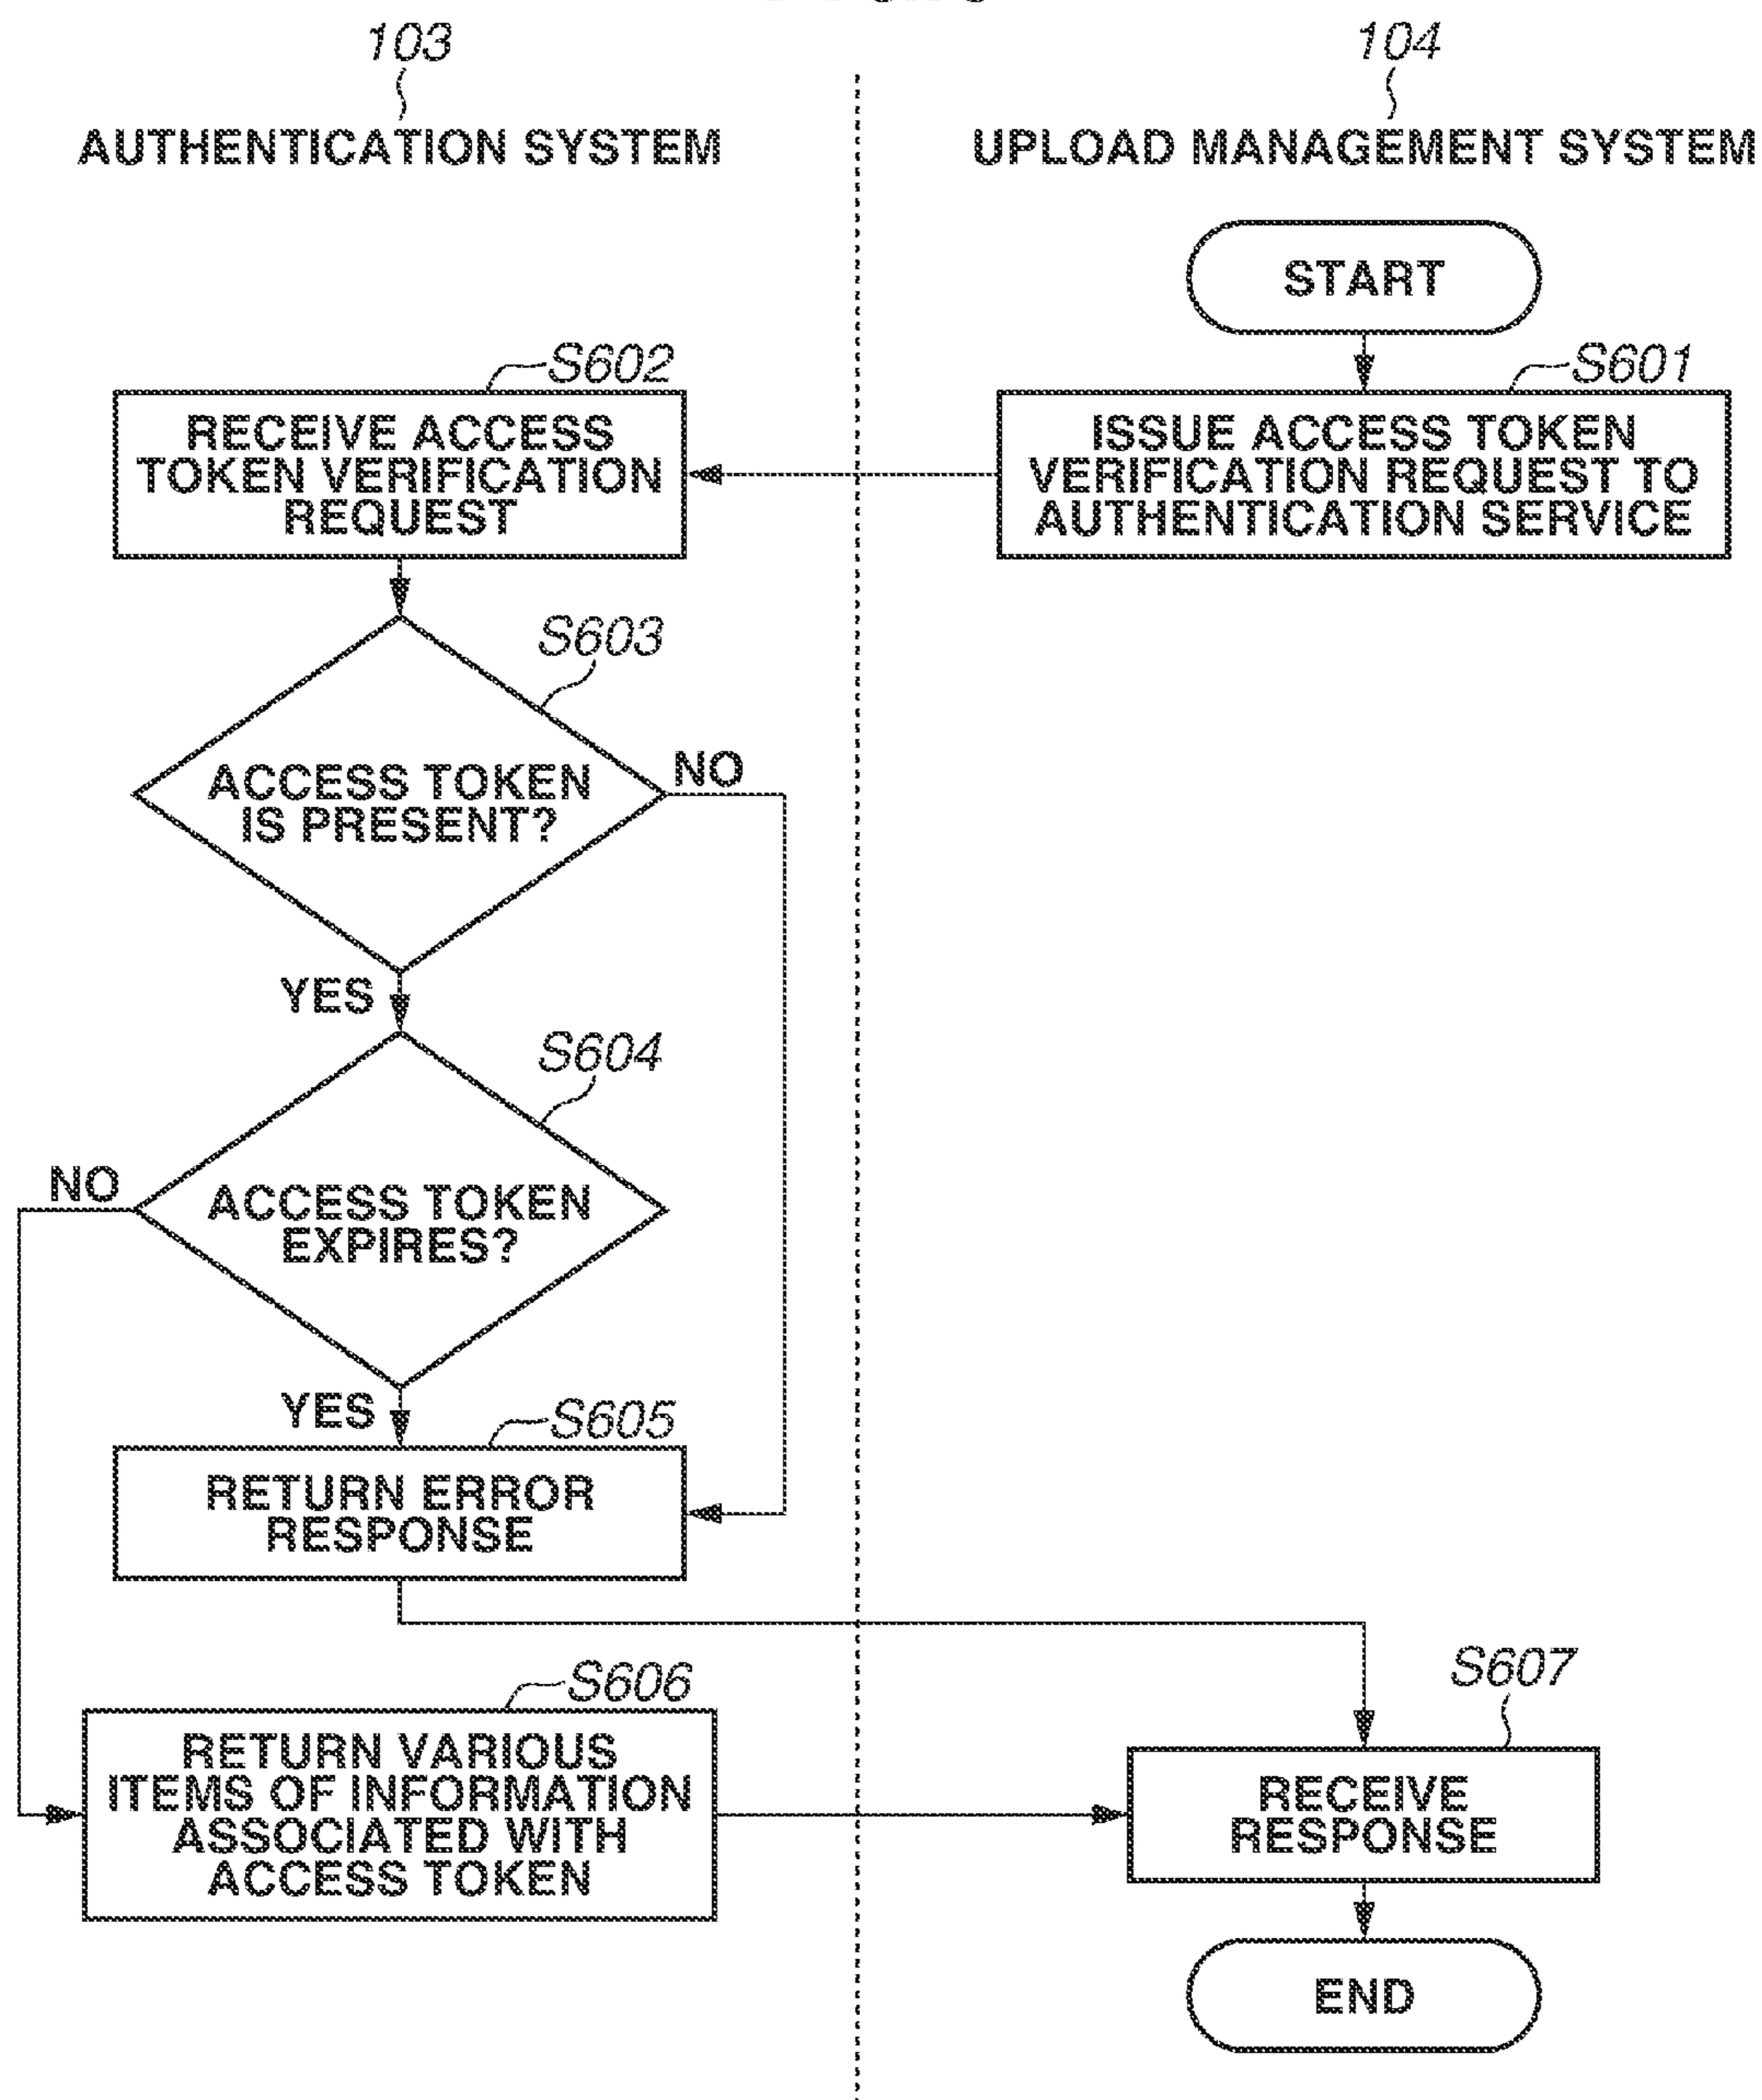 103
104
AUTHENTICATION SYSTEM
UPLOAD MANAGEMENT SYSTEM
START
S602
S601
RECEIVE ACCESS
TOKEN VERIFICATION
REQUEST
ISSUE ACCESS TOKEN
VERIFICATION REQUEST TO
AUTHENTICATION SERVICE
S603
ACCESS TOKEN
IS PRESENT?
NO
YES
S604
NO
ACCESS TOKEN
EXPIRES?
YES
S605
RETURN ERROR
RESPONSE
S606
S607
RETURN VARIOUS
ITEMS OF INFORMATION
ASSOCIATED WITH
ACCESS TOKEN
RECEIVE
RESPONSE
END